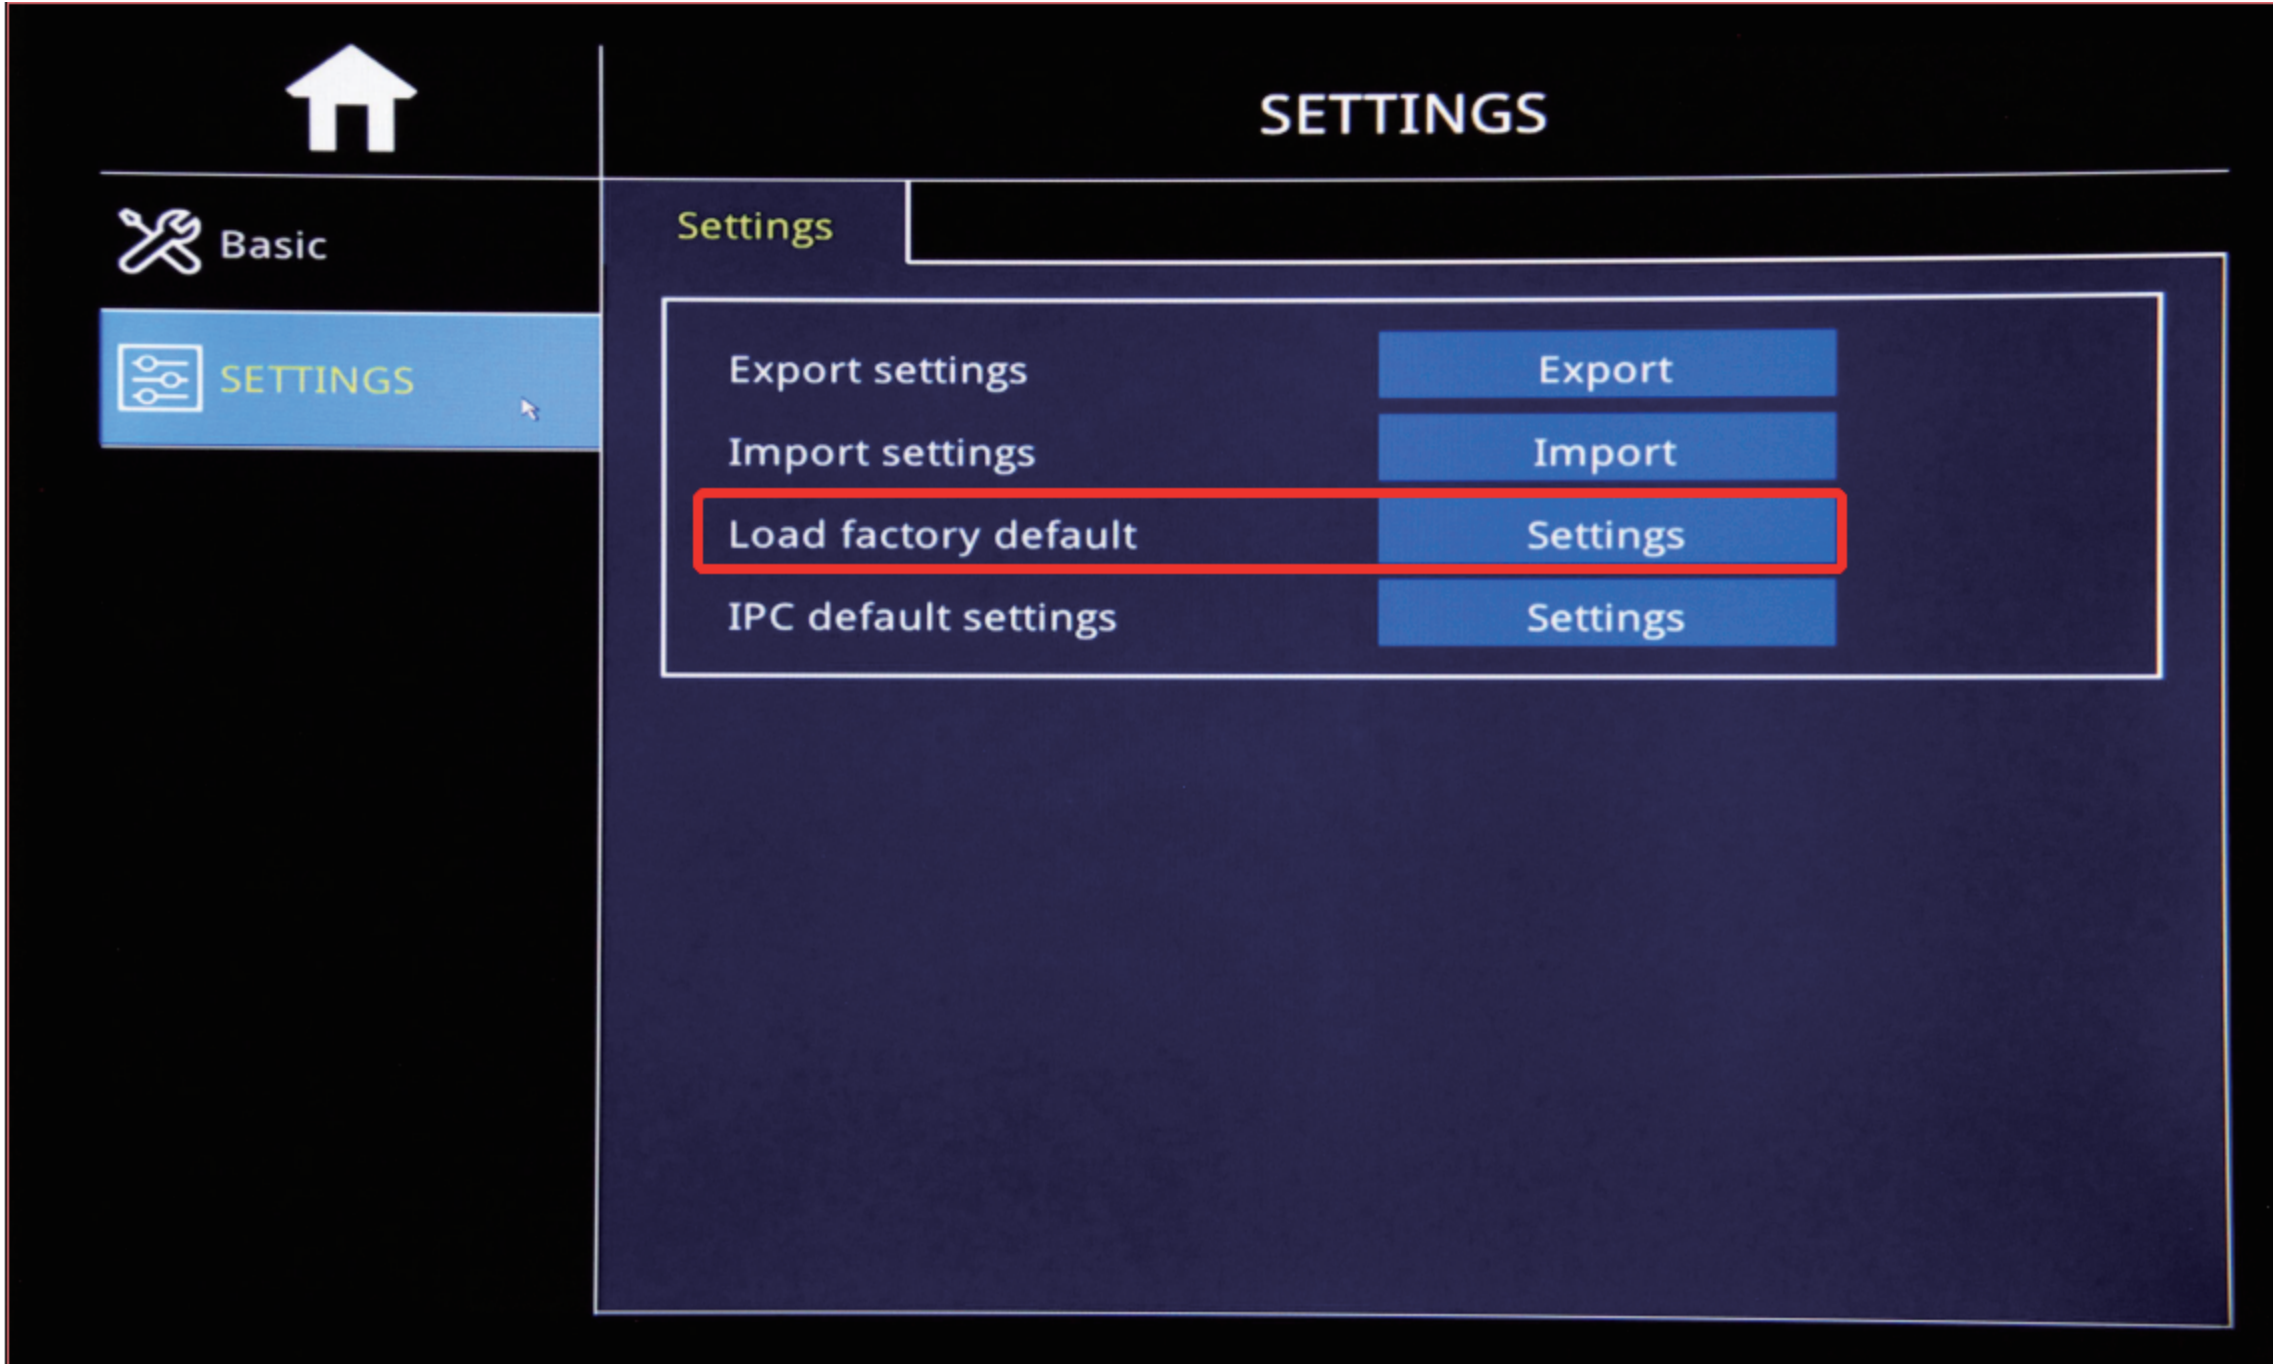 SETTINGS
Basic
SETTINGS
Settings
Export settings Export
Import settings Import
Load factory default Settings
IPC default settings Settings